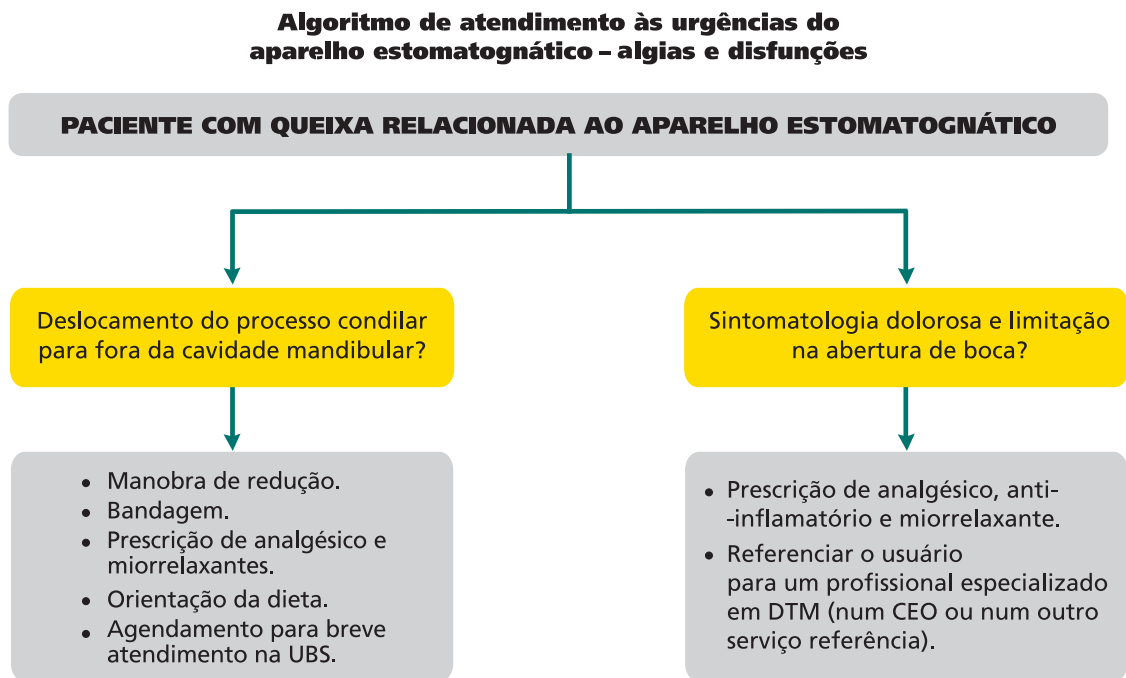 Algoritmo de atendimento às urgências do
aparelho estomatognático – algias e disfunções
PACIENTE COM QUEIXA RELACIONADA AO APARELHO ESTOMATOGNÁTICO
Deslocamento do processo condilar
para fora da cavidade mandibular?
Sintomatologia dolorosa e limitação
na abertura de boca?
• Manobra de redução.
• Bandagem.
• Prescrição de analgésico e
miorrelaxantes.
• Orientação da dieta.
• Agendamento para breve
atendimento na UBS.
• Prescrição de analgésico, anti-
-inflamatório e miorrelaxante.
• Referenciar o usuário
para um profissional especializado
em DTM (num CEO ou num outro
serviço referência).